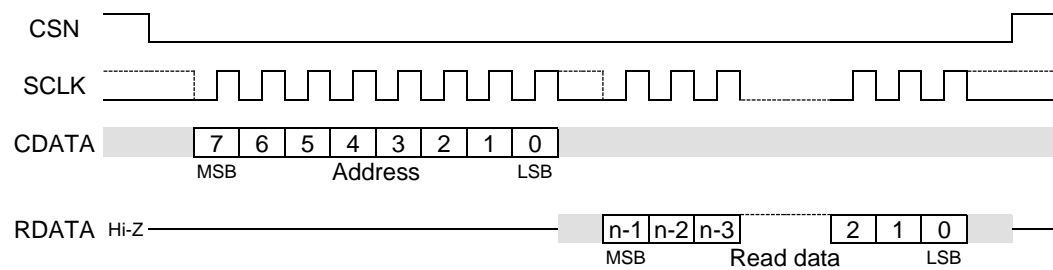 CSN
SCLK
CDATA 7 6 5 4 3 2 1 0
MSB Address LSB
RDATA Hi-Z n-1 n-2 n-3 2 1 0
MSB Read data LSB